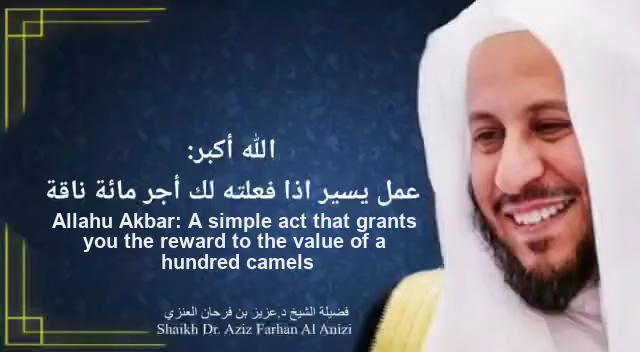 الله أكبر:
عمل يسير اذا فعلته لك أجر مائة ناقة
Allahu Akbar: A simple act that grants
you the reward to the value of a
hundred camels
فضيلة الشيخ د.عزيز بن فرحان العنزي
Shaikh Dr. Aziz Farhan Al Anizi